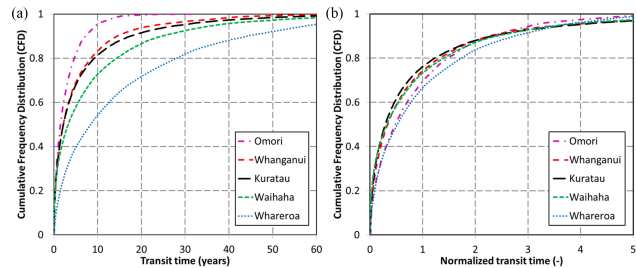 (a)
Cumulative Frequency Distribution (CFD)
1
0.8
0.6
0.4
0.2
0
0 10 20 30 40 50 60
Transit time (years)
Omori
Whanganui
Kuratau
Waihaha
Whareroa
(b)
Cumulative Frequency Distribution (CFD)
1
0.8
0.6
0.4
0.2
0
0 1 2 3 4 5
Normalized transit time (-)
Omori
Whanganui
Kuratau
Waihaha
Whareroa